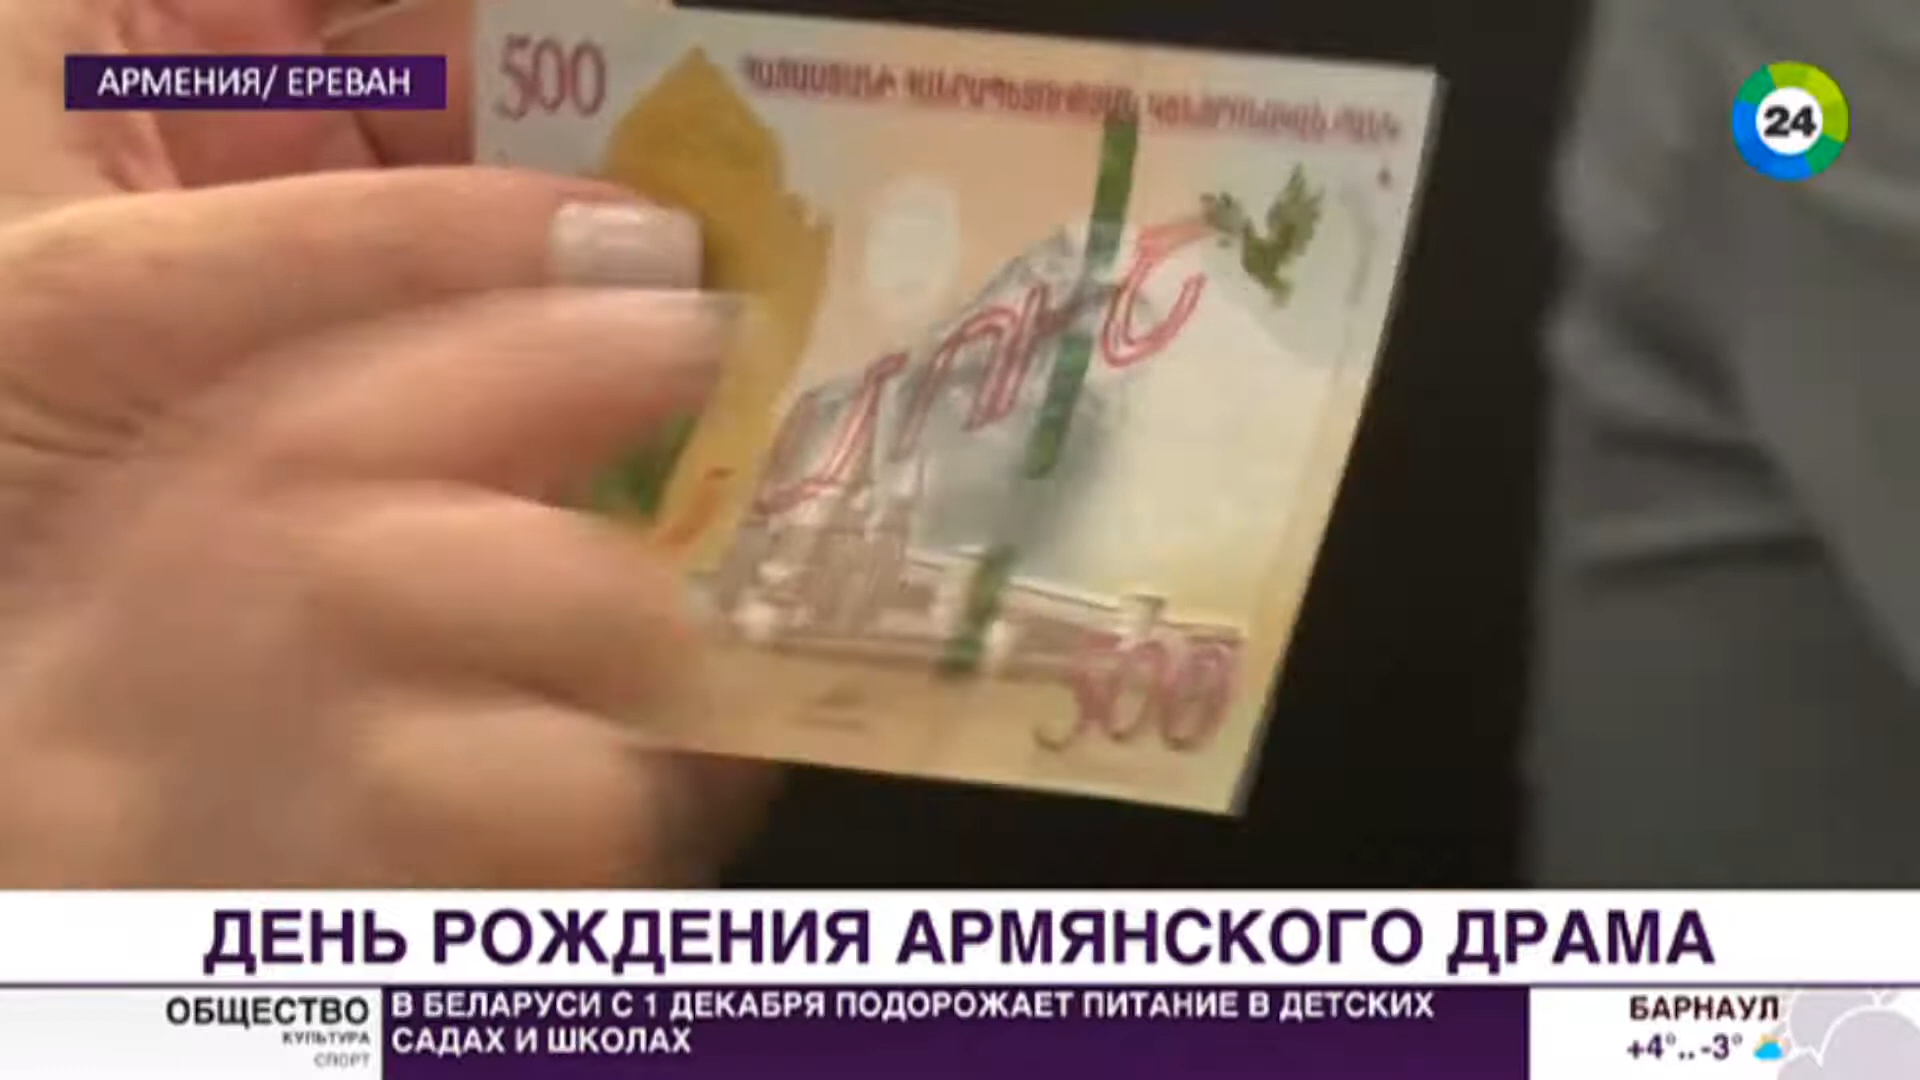 АРМЕНИЯ/ ЕРЕВАН
24
500
500
ДЕНЬ РОЖДЕНИЯ АРМЯНСКОГО ДРАМА
ОБЩЕСТВО
КУЛЬТУРА
СПОРТ
В БЕЛАРУСИ С 1 ДЕКАБРЯ ПОДОРОЖАЕТ ПИТАНИЕ В ДЕТСКИХ
САДАХ И ШКОЛАХ
БАРНАУЛ
+4°..-3°